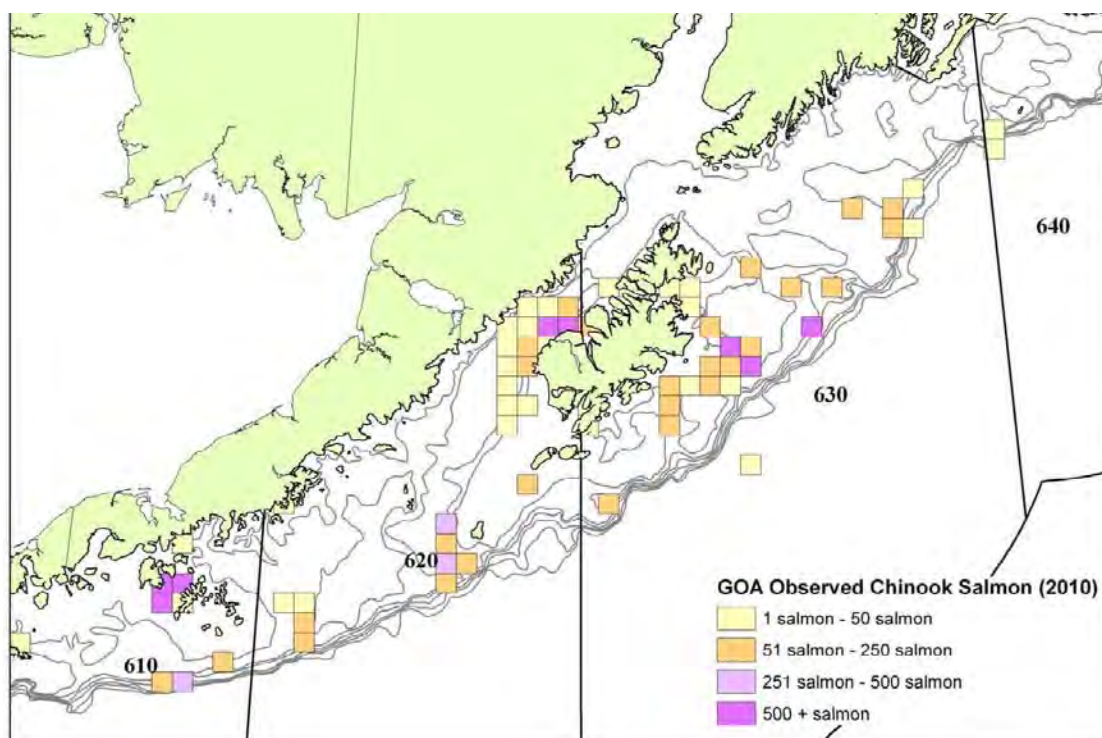 640
630
620
610
GOA Observed Chinook Salmon (2010)
1 salmon - 50 salmon
51 salmon - 250 salmon
251 salmon - 500 salmon
500 + salmon